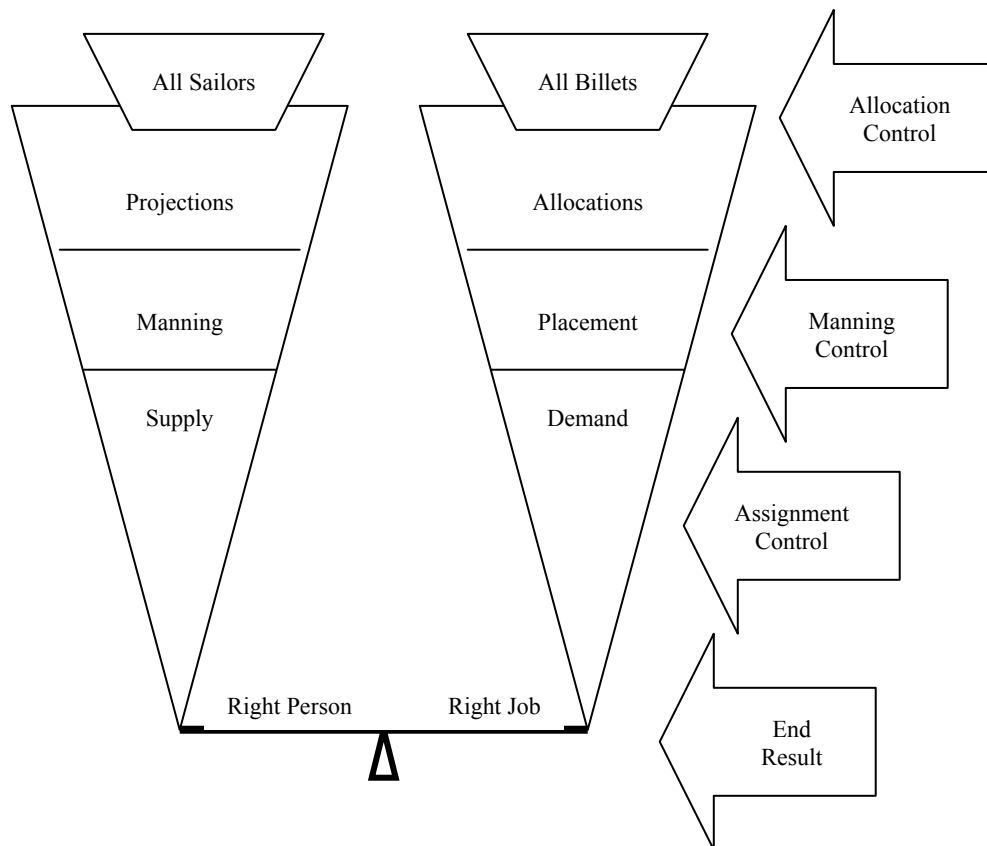 All Sailors
All Billets
Allocation
Control
Projections
Allocations
Manning
Placement
Manning
Control
Supply
Demand
Assignment
Control
Right Person
Right Job
End
Result